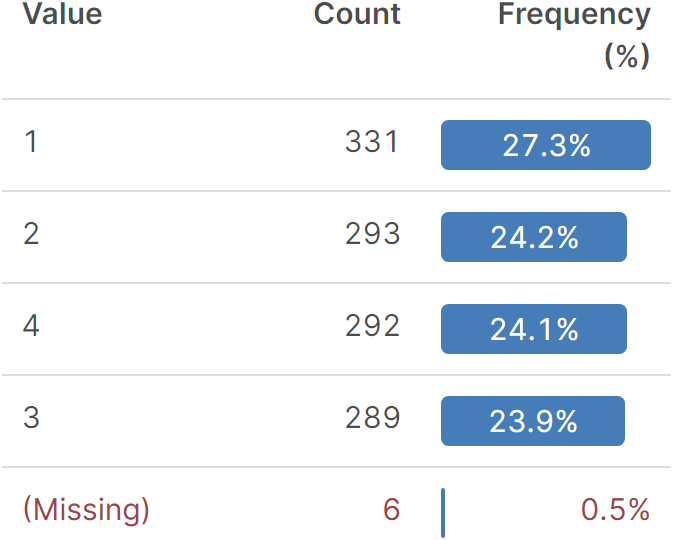 Value Count Frequency
(%)
1 331 27.3%
2 293 24.2%
4 292 24.1%
3 289 23.9%
(Missing) 6 0.5%